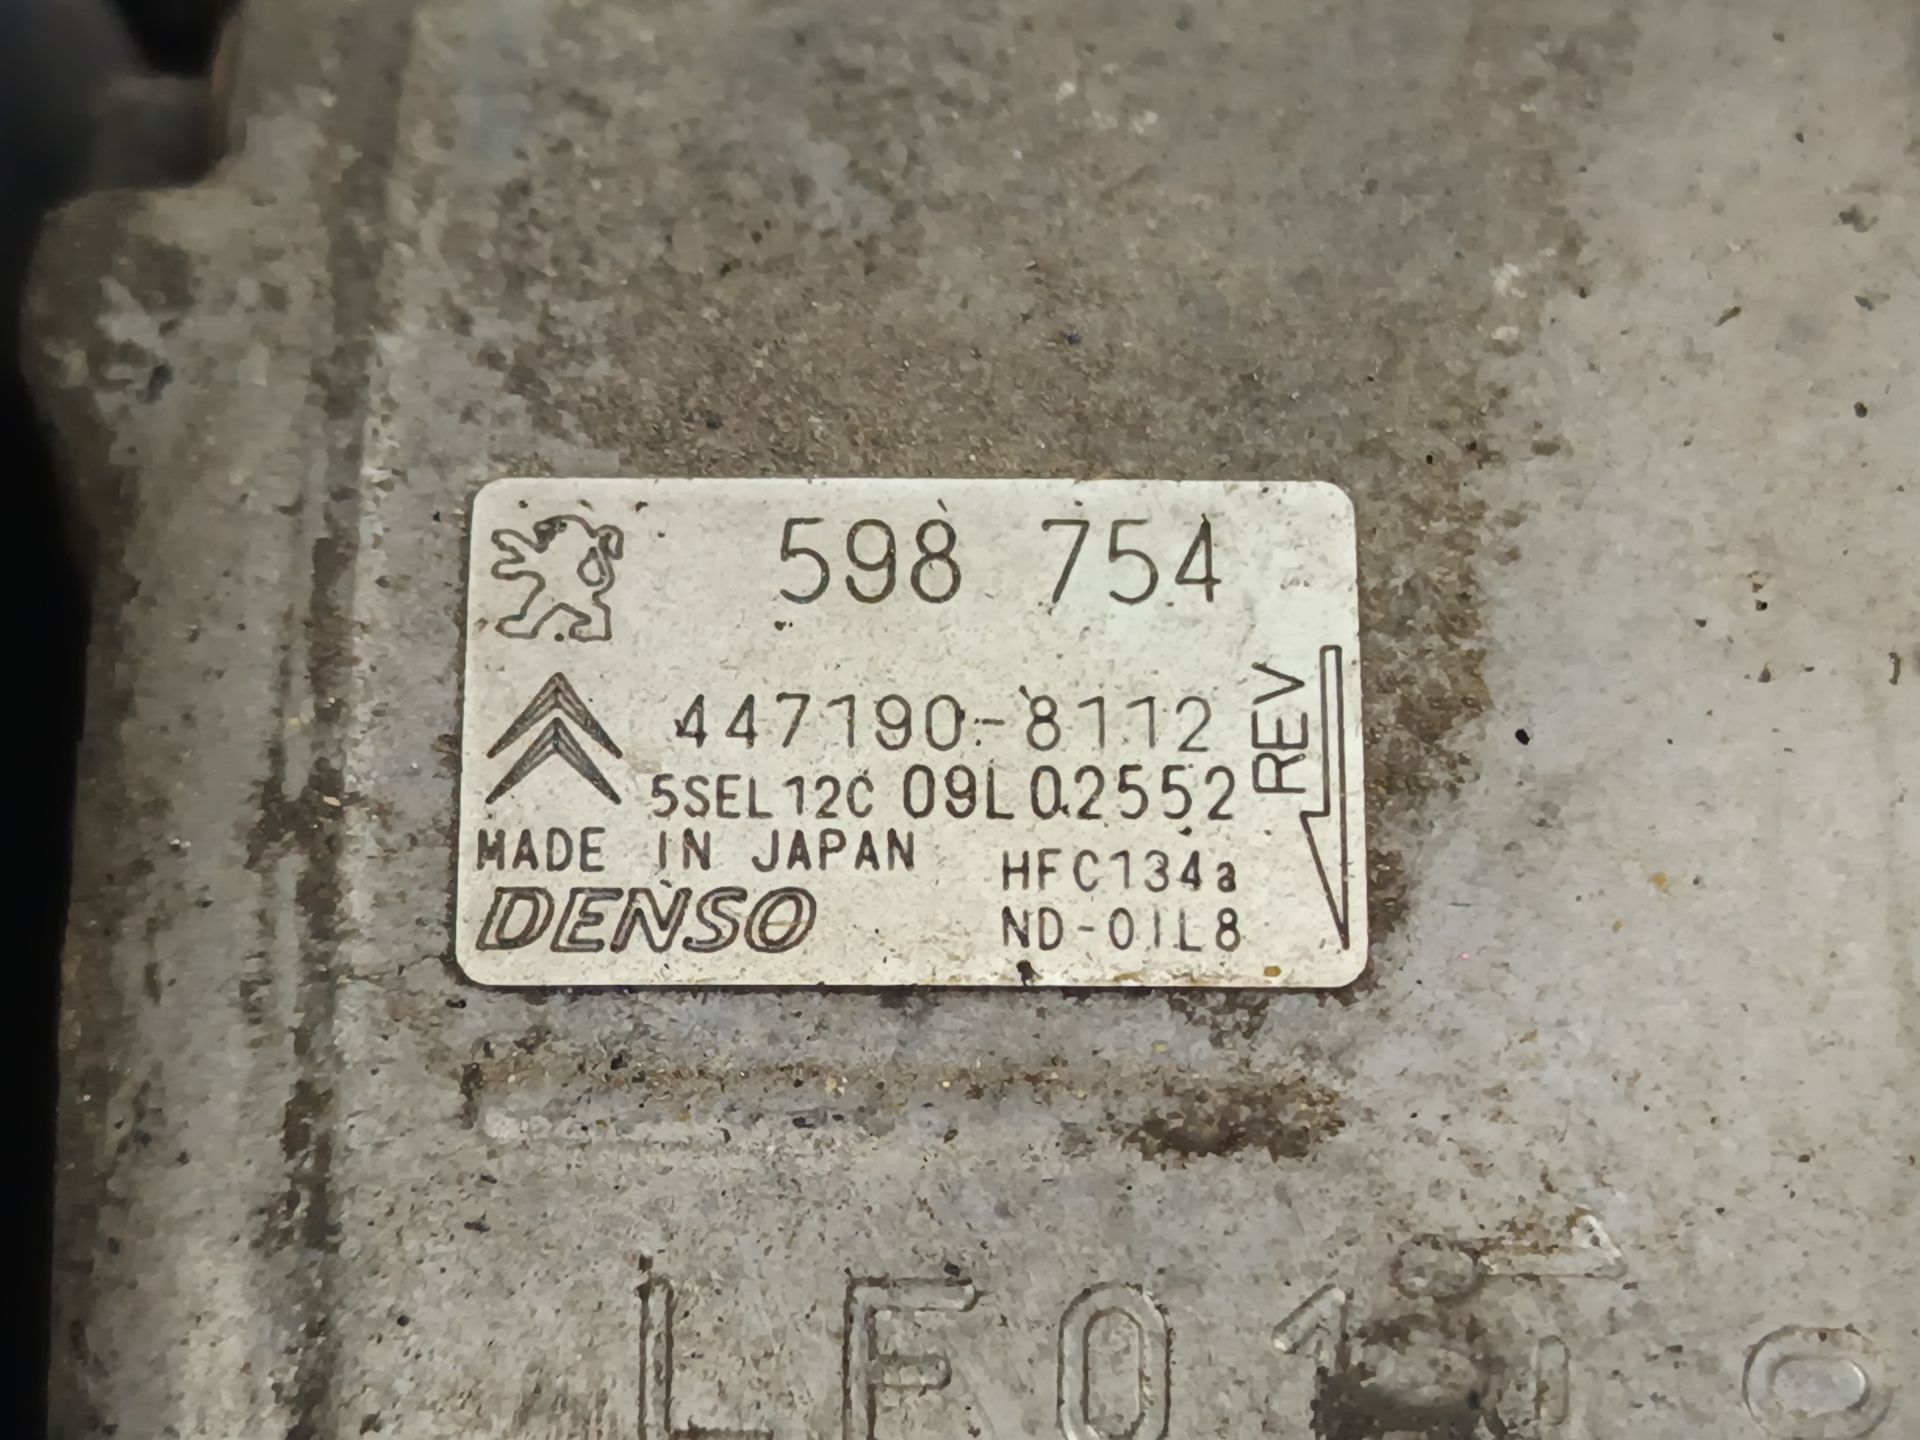 598 754
447190-8112
5SEL12C 09L02552
REV
MADE IN JAPAN
HFC134a
DENSO
ND-OIL8